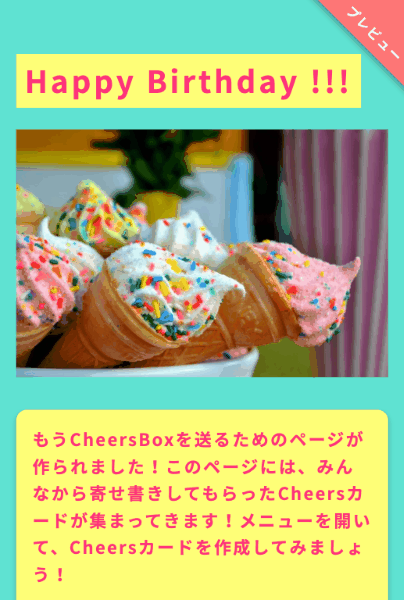 プレビュー
Happy Birthday !!!
もうCheersBoxを送るためのページが
作られました！このページには、みん
なから寄せ書きしてもらったCheersカ
ードが集まってきます！メニューを開い
て、Cheersカードを作成してみましょ
う！